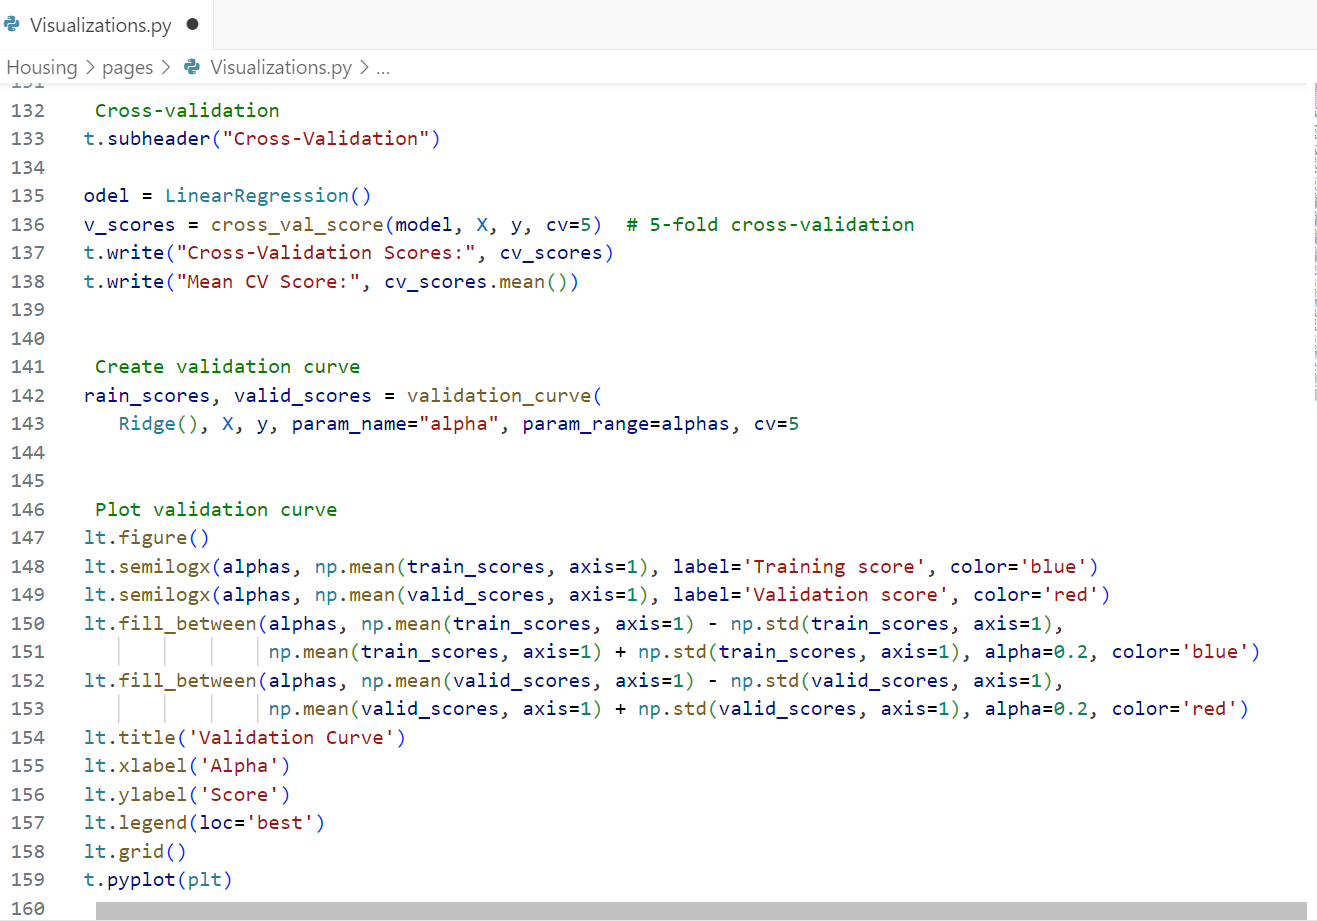 Visualizations.py ●
Housing > pages > Visualizations.py > ...
131
132 Cross-validation
133 t.subheader("Cross-Validation")
134
135 odel = LinearRegression()
136 v_scores = cross_val_score(model, X, y, cv=5)  # 5-fold cross-validation
137 t.write("Cross-Validation Scores:", cv_scores)
138 t.write("Mean CV Score:", cv_scores.mean())
139
140
141 Create validation curve
142 rain_scores, valid_scores = validation_curve(
143    Ridge(), X, y, param_name="alpha", param_range=alphas, cv=5
144
145
146 Plot validation curve
147 lt.figure()
148 lt.semilogx(alphas, np.mean(train_scores, axis=1), label='Training score', color='blue')
149 lt.semilogx(alphas, np.mean(valid_scores, axis=1), label='Validation score', color='red')
150 lt.fill_between(alphas, np.mean(train_scores, axis=1) - np.std(train_scores, axis=1),
151                 np.mean(train_scores, axis=1) + np.std(train_scores, axis=1), alpha=0.2, color='blue')
152 lt.fill_between(alphas, np.mean(valid_scores, axis=1) - np.std(valid_scores, axis=1),
153                 np.mean(valid_scores, axis=1) + np.std(valid_scores, axis=1), alpha=0.2, color='red')
154 lt.title('Validation Curve')
155 lt.xlabel('Alpha')
156 lt.ylabel('Score')
157 lt.legend(loc='best')
158 lt.grid()
159 t.pyplot(plt)
160